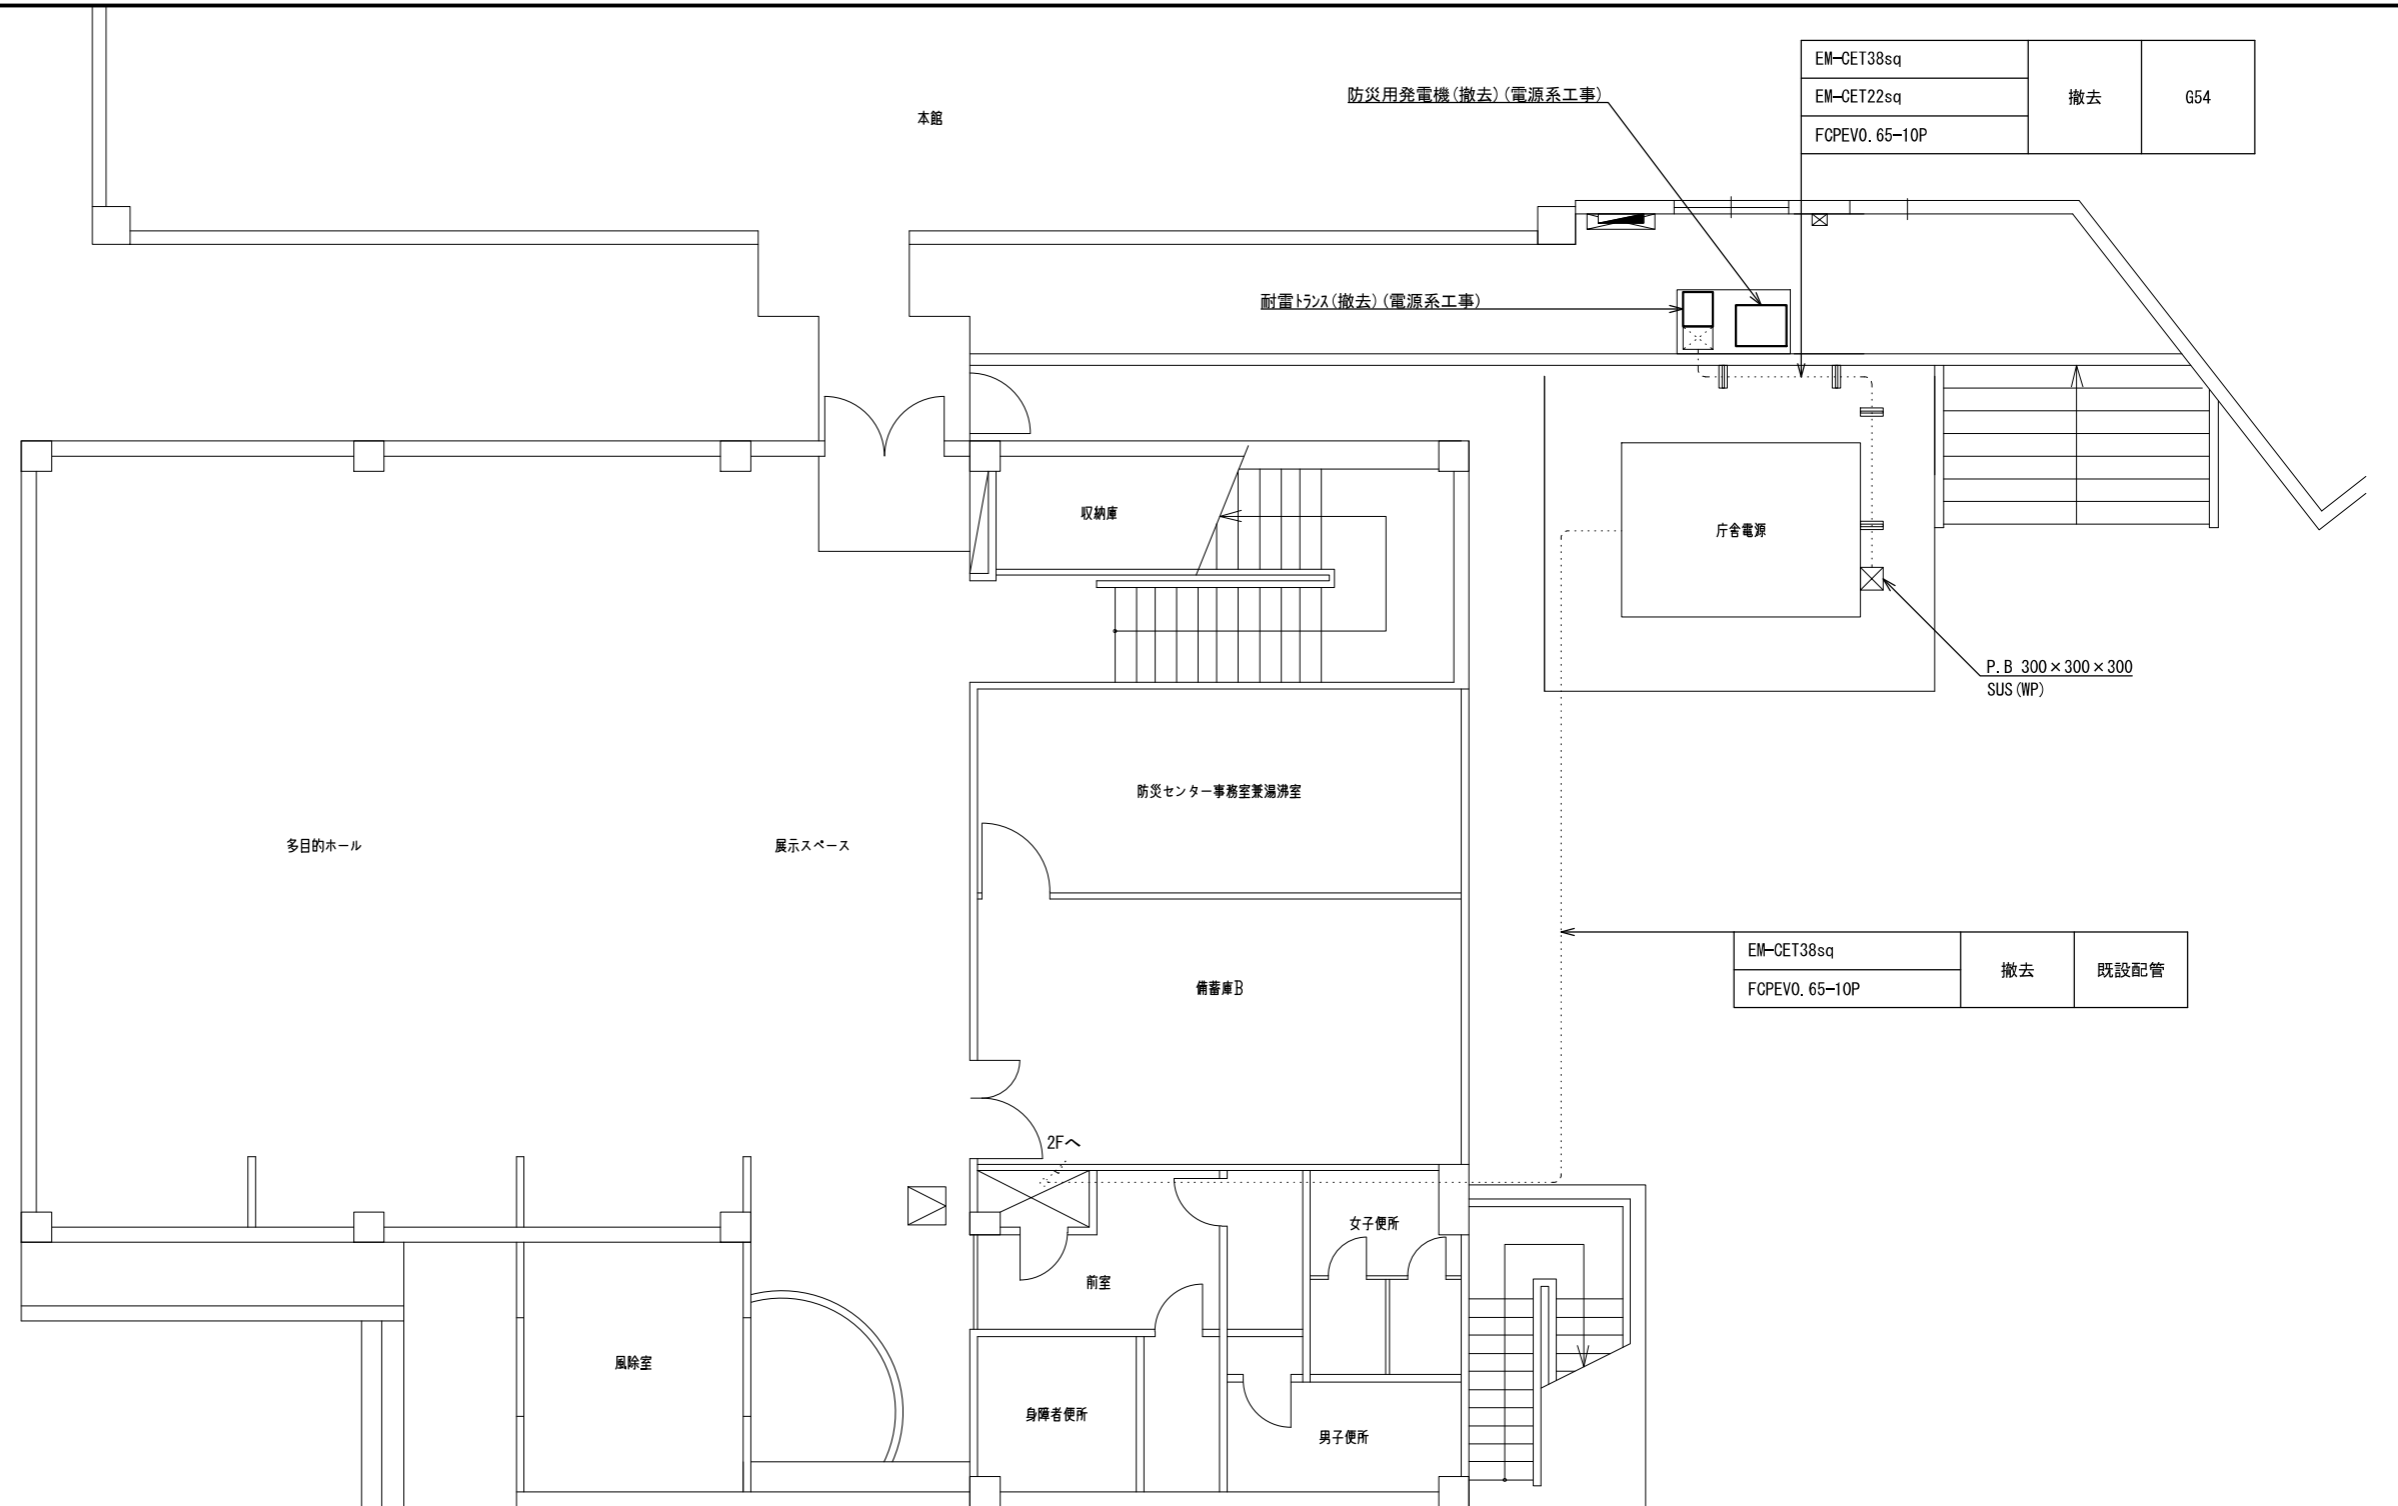 EM-CET38sq
EM-CET22sq
FCPEV0.65-10P
撤去
G54
防災用発電機(撤去)(電源系工事)
本館
耐雷トランス(撤去)(電源系工事)
収納庫
庁舎電源
P.B 300×300×300
SUS(WP)
防災センター事務室兼湯沸室
多目的ホール
展示スペース
EM-CET38sq
FCPEV0.65-10P
撤去
既設配管
備蓄庫B
2Fへ
女子便所
前室
風除室
身障者便所
男子便所